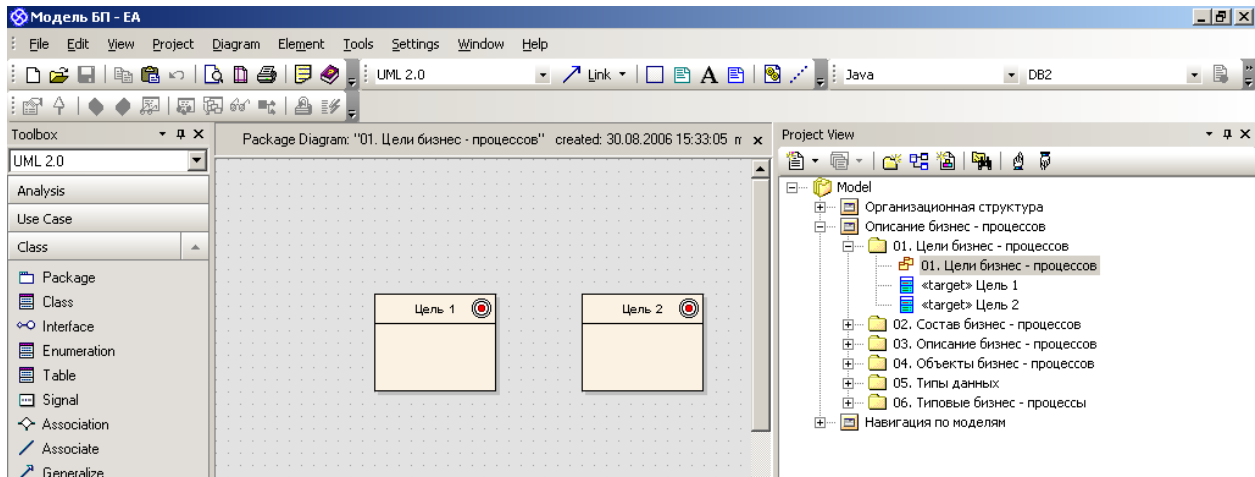 Модель БП - EA
File Edit View Project Diagram Element Tools Settings Window Help
UML 2.0 Link A Java DB2
Toolbox
UML 2.0
Analysis
Use Case
Class
Package
Class
Interface
Enumeration
Table
Signal
Association
Associate
Generalize
Package Diagram: "01. Цели бизнес - процессов" created: 30.08.2006 15:33:05
Цель 1
Цель 2
Project View
Model
Организационная структура
Описание бизнес - процессов
01. Цели бизнес - процессов
01. Цели бизнес - процессов
«target» Цель 1
«target» Цель 2
02. Состав бизнес - процессов
03. Описание бизнес - процессов
04. Объекты бизнес - процессов
05. Типы данных
06. Типовые бизнес - процессы
Навигация по моделям